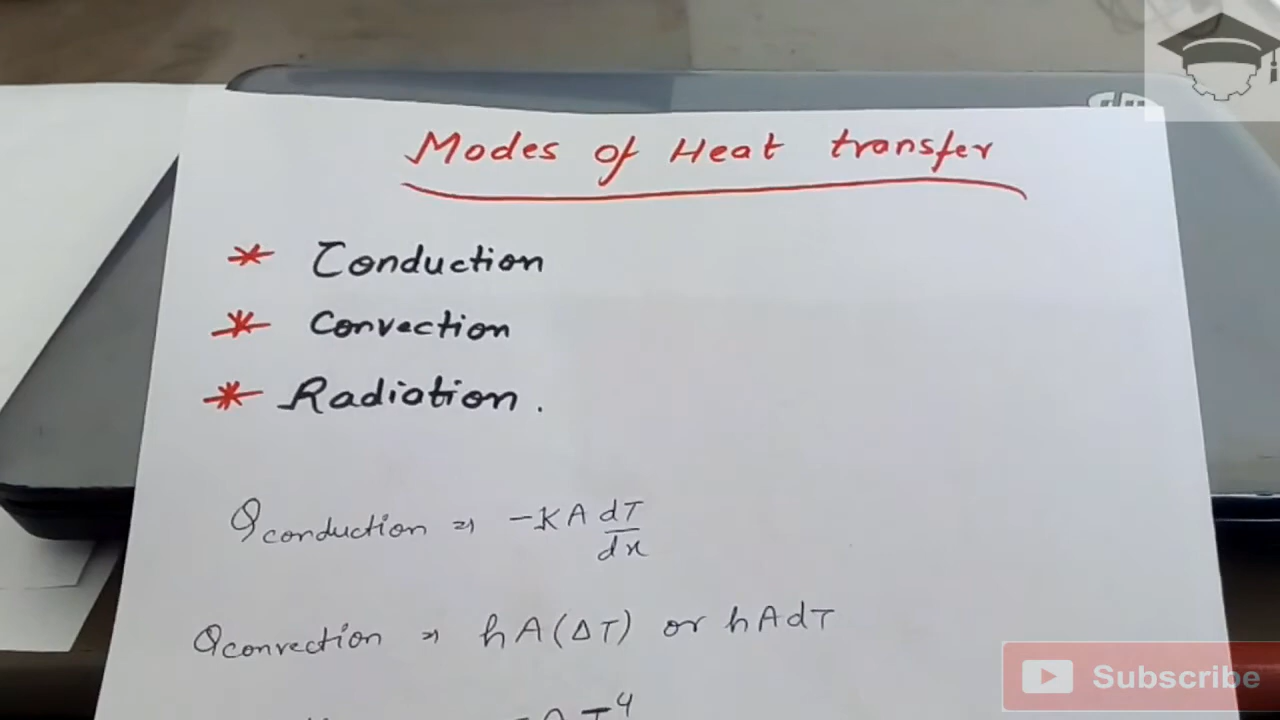 Modes of Heat transfer
* Conduction
* Convection
* Radiation.
Qconduction => -KA dT/dx
Qconvection => hA(ΔT) or hAdT
Subscribe